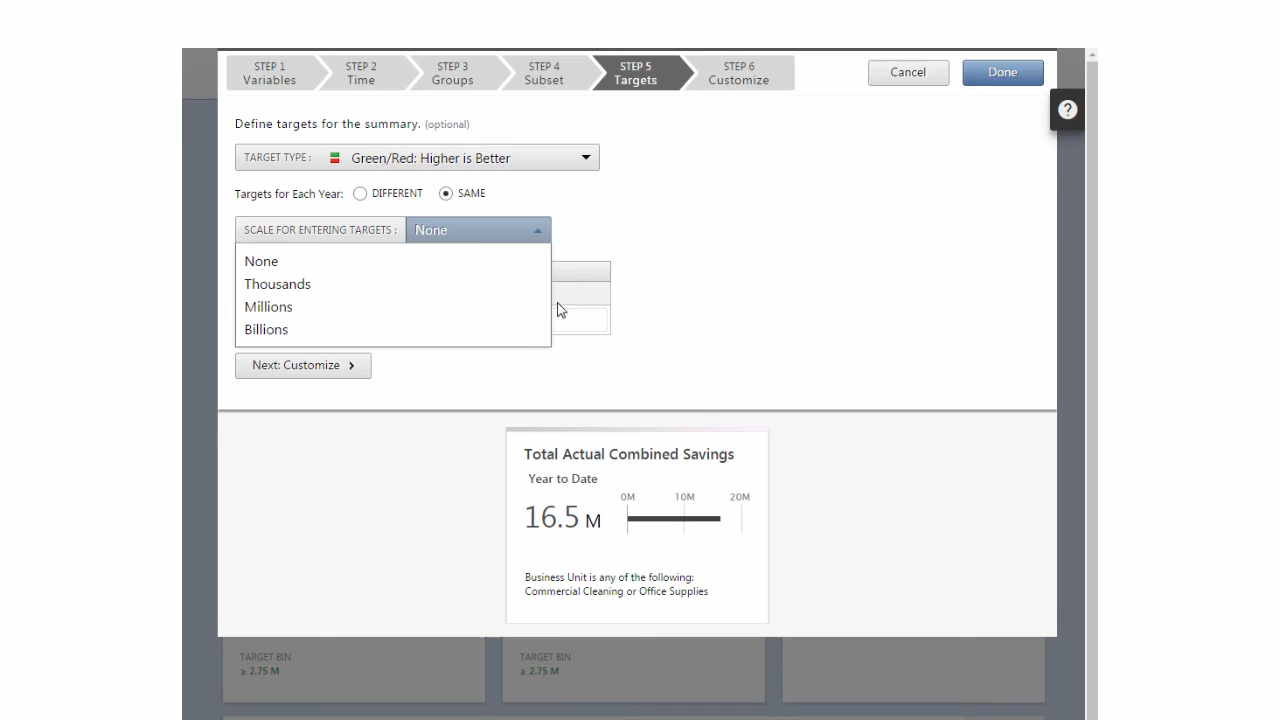 STEP 1
Variables
STEP 2
Time
STEP 3
Groups
STEP 4
Subset
STEP 5
Targets
STEP 6
Customize
Cancel
Done
?
Define targets for the summary. (optional)
TARGET TYPE : Green/Red: Higher is Better
Targets for Each Year: DIFFERENT SAME
SCALE FOR ENTERING TARGETS : None
None
Thousands
Millions
Billions
Next: Customize
Total Actual Combined Savings
Year to Date
0M 10M 20M
16.5 M
Business Unit is any of the following:
Commercial Cleaning or Office Supplies
TARGET BIN
≥ 2.75 M
TARGET BIN
≥ 2.75 M